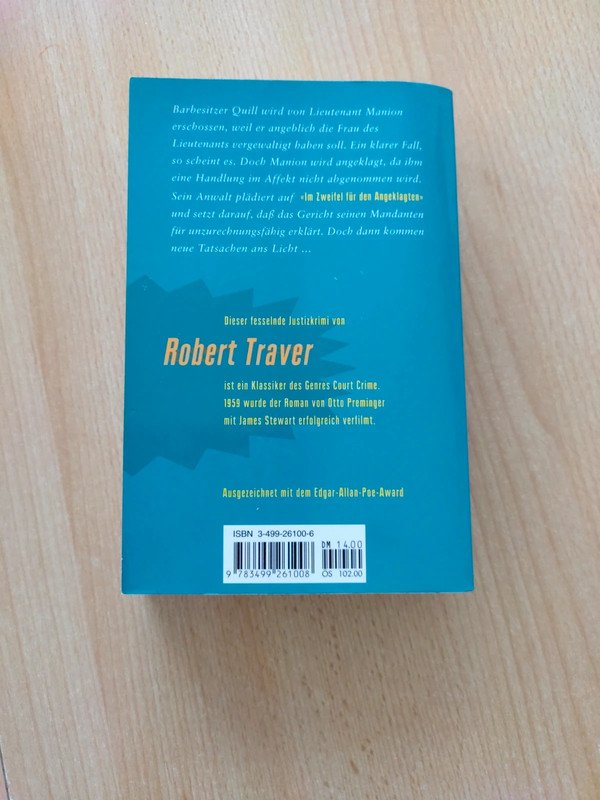 Barbesitzer Quill wird von Lieutenant Manion
erschossen, weil er angeblich die Frau des
Lieutenants vergewaltigt haben soll. Ein klarer Fall,
so scheint es. Doch Manion wird angeklagt, da ihm
eine Handlung im Affekt nicht abgenommen wird.
Sein Anwalt plädiert auf «Im Zweifel für den Angeklagten»
und setzt darauf, daß das Gericht seinen Mandanten
für unzurechnungsfähig erklärt. Doch dann kommen
neue Tatsachen ans Licht ...
Dieser fesselnde Justizkrimi von
Robert Traver
ist ein Klassiker des Genres Court Crime.
1959 wurde der Roman von Otto Preminger
mit James Stewart erfolgreich verfilmt.
Ausgezeichnet mit dem Edgar-Allan-Poe-Award
ISBN 3-499-26100-6
DM 14.00
9 783499 261008
ÖS 102.00